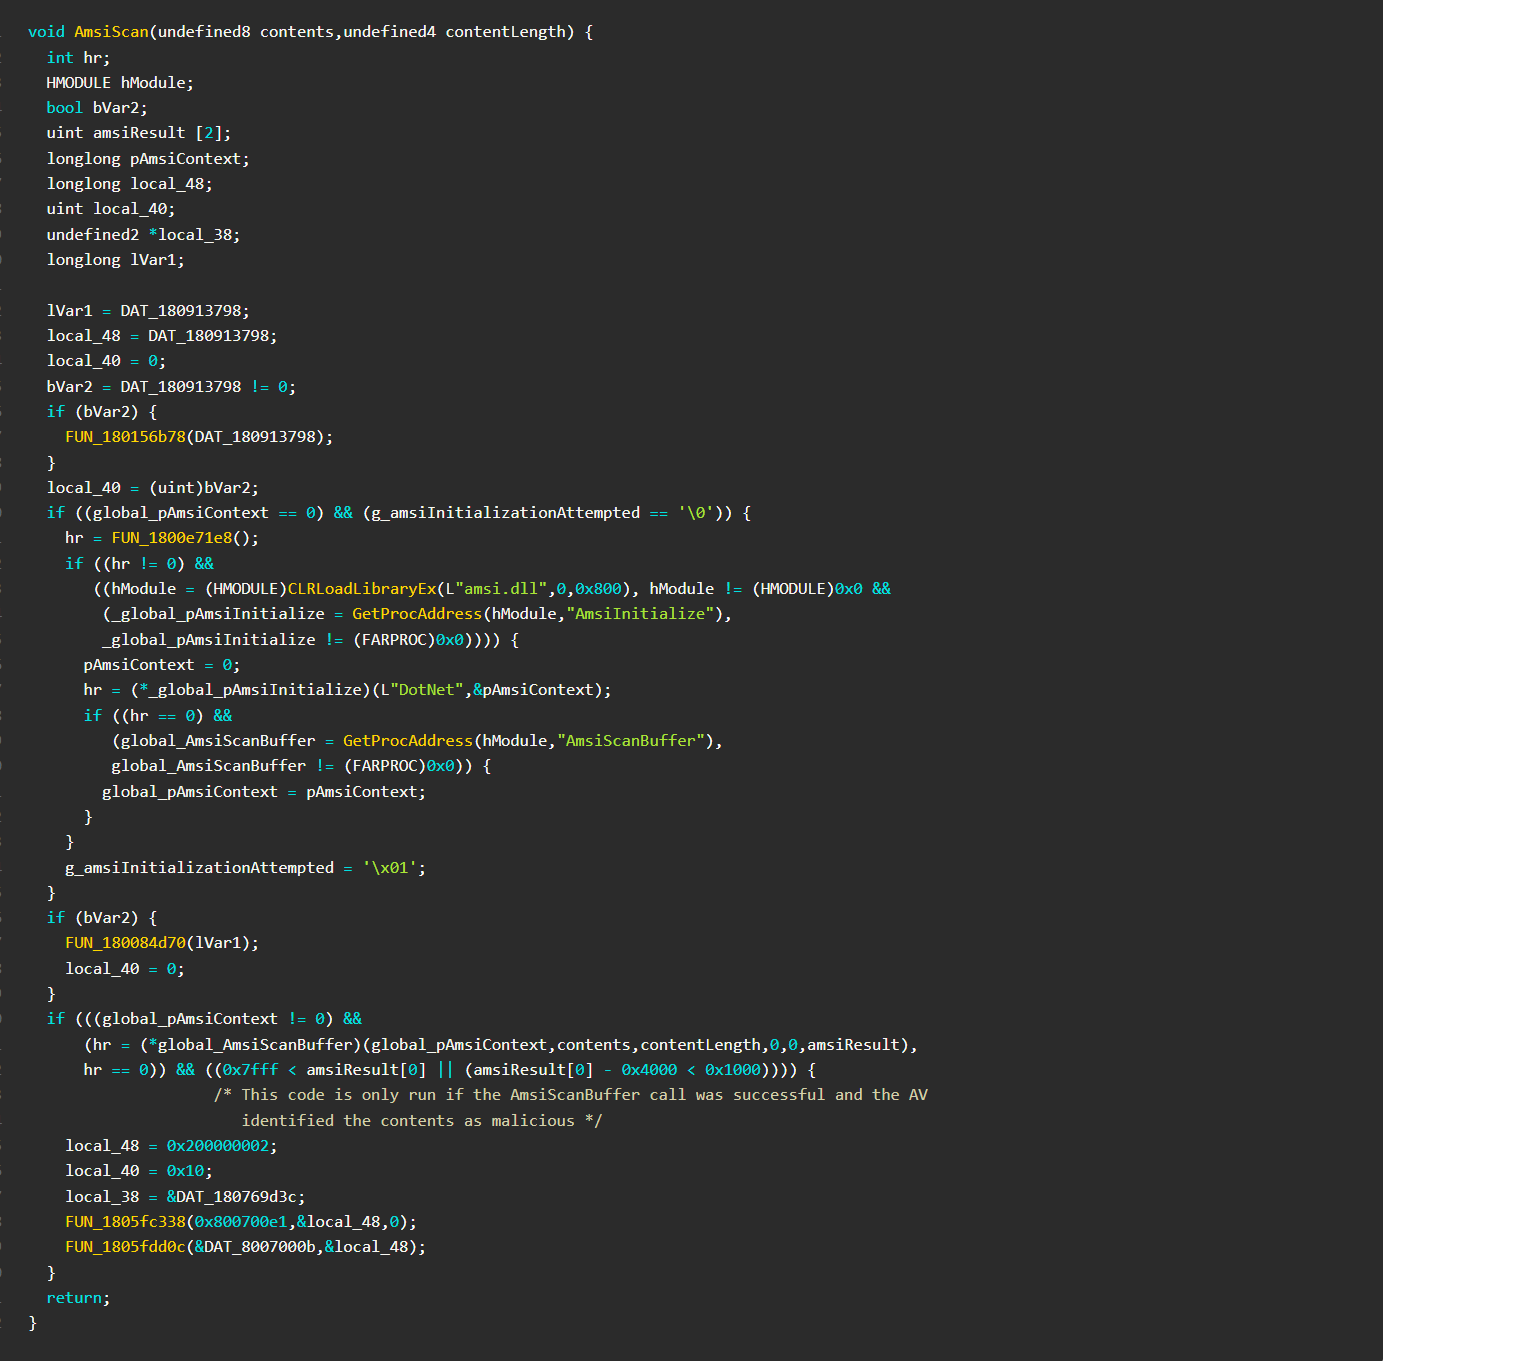 void AmsiScan(undefined8 contents,undefined4 contentLength) {
int hr;
HMODULE hModule;
bool bVar2;
uint amsiResult [2];
longlong pAmsiContext;
longlong local_48;
uint local_40;
undefined2 *local_38;
longlong lVar1;
lVar1 = DAT_180913798;
local_48 = DAT_180913798;
local_40 = 0;
bVar2 = DAT_180913798 != 0;
if (bVar2) {
FUN_180156b78(DAT_180913798);
}
local_40 = (uint)bVar2;
if ((global_pAmsiContext == 0) && (g_amsiInitializationAttempted == '\0')) {
hr = FUN_1800e71e8();
if ((hr != 0) &&
((hModule = (HMODULE)CLRLoadLibraryEx(L"amsi.dll",0,0x800), hModule != (HMODULE)0x0 &&
(_global_pAmsiInitialize = GetProcAddress(hModule,"AmsiInitialize"),
_global_pAmsiInitialize != (FARPROC)0x0)))) {
pAmsiContext = 0;
hr = (*_global_pAmsiInitialize)(L"DotNet",&pAmsiContext);
if ((hr == 0) &&
(global_AmsiScanBuffer = GetProcAddress(hModule,"AmsiScanBuffer"),
global_AmsiScanBuffer != (FARPROC)0x0)) {
global_pAmsiContext = pAmsiContext;
}
}
g_amsiInitializationAttempted = '\x01';
}
if (bVar2) {
FUN_180084d70(lVar1);
local_40 = 0;
}
if (((global_pAmsiContext != 0) &&
(hr = (*global_AmsiScanBuffer)(global_pAmsiContext,contents,contentLength,0,0,amsiResult),
hr == 0)) && ((0x7fff < amsiResult[0] || (amsiResult[0] - 0x4000 < 0x1000)))) {
/* This code is only run if the AmsiScanBuffer call was successful and the AV
identified the contents as malicious */
local_48 = 0x200000002;
local_40 = 0x10;
local_38 = &DAT_180769d3c;
FUN_1805fc338(0x800700e1,&local_48,0);
FUN_1805fdd0c(&DAT_8007000b,&local_48);
}
return;
}